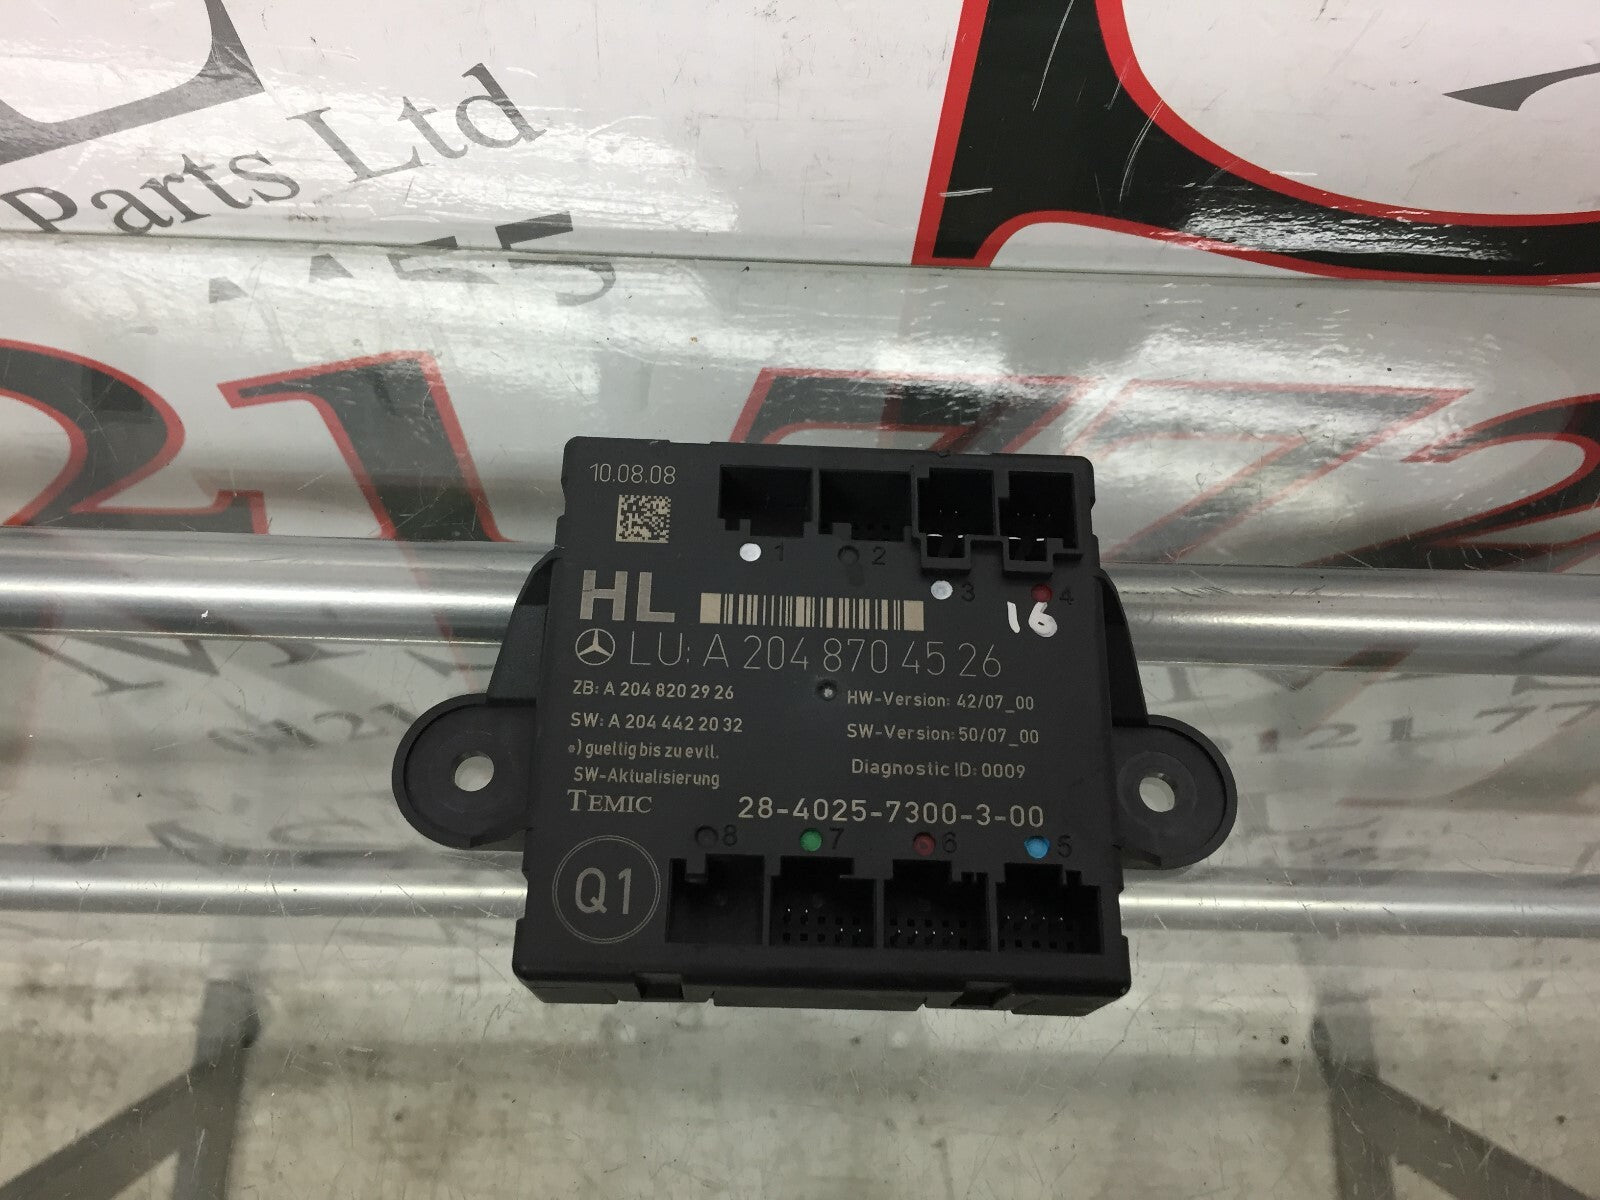 Parts Ltd
10.08.08
1 2 3 4
HL
16
LU: A 204 870 45 26
ZB: A 204 820 29 26
HW-Version: 42/07_00
SW: A 204 442 20 32
SW-Version: 50/07_00
*) gueltig bis zu evtl.
SW-Aktualisierung
Diagnostic ID: 0009
TEMIC
28-4025-7300-3-00
8 7 6 5
Q1